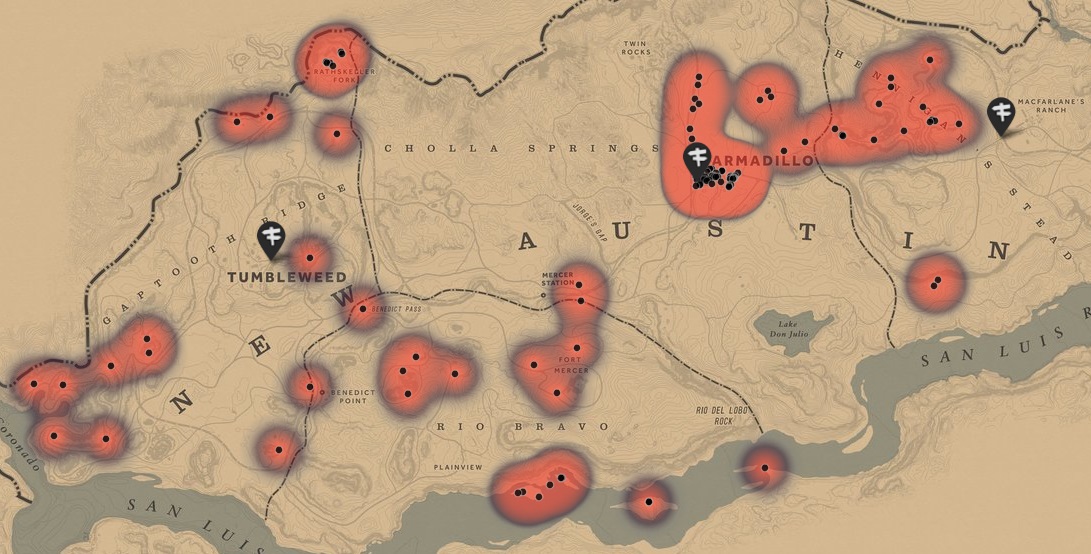 TWIN
ROCKS
RATHSKELLER
FORK
HENNIGAN'S STEAD
MACFARLANE'S
RANCH
CHOLLA SPRINGS
ARMADILLO
GAPTOOTH RIDGE
JORGE'S GAP
NEW AUSTIN
TUMBLEWEED
MERCER
STATION
BENEDICT PASS
Lake
Don Julio
SAN LUIS R
FORT
MERCER
BENEDICT
POINT
RIO DEL LOBO
ROCK
RIO BRAVO
Coronado
PLAINVIEW
SAN LUIS